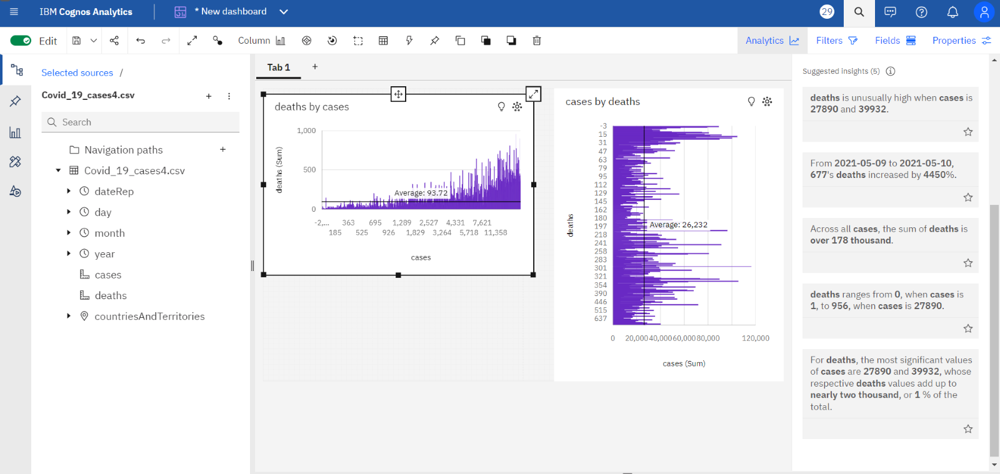 IBM Cognos Analytics
* New dashboard
29
Edit
Column
Analytics
Filters
Fields
Properties
Selected sources /
Covid_19_cases4.csv
Search
Navigation paths
Covid_19_cases4.csv
dateRep
day
month
year
cases
deaths
countriesAndTerritories
Tab 1
deaths by cases
deaths (Sum)
1,000
500
0
Average: 93.72
-2,... 363 695 1,289 2,527 4,331 7,621
185 525 926 1,829 3,264 5,718 11,358
cases
cases by deaths
deaths
-3
15
31
47
63
79
95
112
129
145
162
180
197
218
241
258
283
301
321
354
390
446
515
637
Average: 26,232
0 20,000 40,000 60,000 80,000 120,000
cases (Sum)
Suggested insights (5)
deaths is unusually high when cases is
27890 and 39932.
From 2021-05-09 to 2021-05-10,
677's deaths increased by 4450%.
Across all cases, the sum of deaths is
over 178 thousand.
deaths ranges from 0, when cases is
1, to 956, when cases is 27890.
For deaths, the most significant values
of cases are 27890 and 39932, whose
respective deaths values add up to
nearly two thousand, or 1 % of the
total.